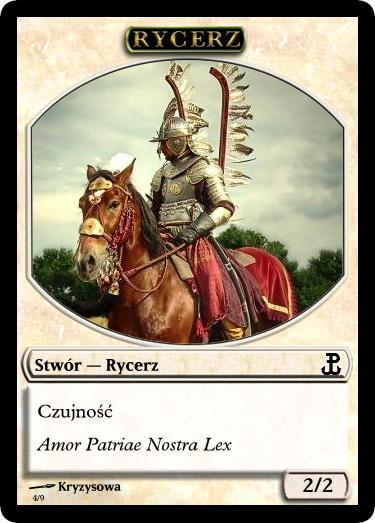 RYCERZ
Stwór — Rycerz
Czujność
Amor Patriae Nostra Lex
2/2
Kryzysowa
4/9